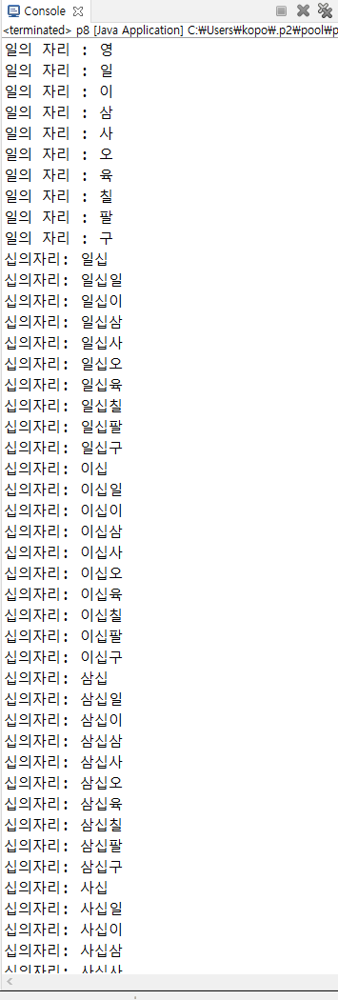 Console
<terminated> p8 [Java Application] C:₩Users₩kopo₩.p2₩pool₩p
일의 자리 : 영
일의 자리 : 일
일의 자리 : 이
일의 자리 : 삼
일의 자리 : 사
일의 자리 : 오
일의 자리 : 육
일의 자리 : 칠
일의 자리 : 팔
일의 자리 : 구
십의자리: 일십
십의자리: 일십일
십의자리: 일십이
십의자리: 일십삼
십의자리: 일십사
십의자리: 일십오
십의자리: 일십육
십의자리: 일십칠
십의자리: 일십팔
십의자리: 일십구
십의자리: 이십
십의자리: 이십일
십의자리: 이십이
십의자리: 이십삼
십의자리: 이십사
십의자리: 이십오
십의자리: 이십육
십의자리: 이십칠
십의자리: 이십팔
십의자리: 이십구
십의자리: 삼십
십의자리: 삼십일
십의자리: 삼십이
십의자리: 삼십삼
십의자리: 삼십사
십의자리: 삼십오
십의자리: 삼십육
십의자리: 삼십칠
십의자리: 삼십팔
십의자리: 삼십구
십의자리: 사십
십의자리: 사십일
십의자리: 사십이
십의자리: 사십삼
십의자리: 사십사